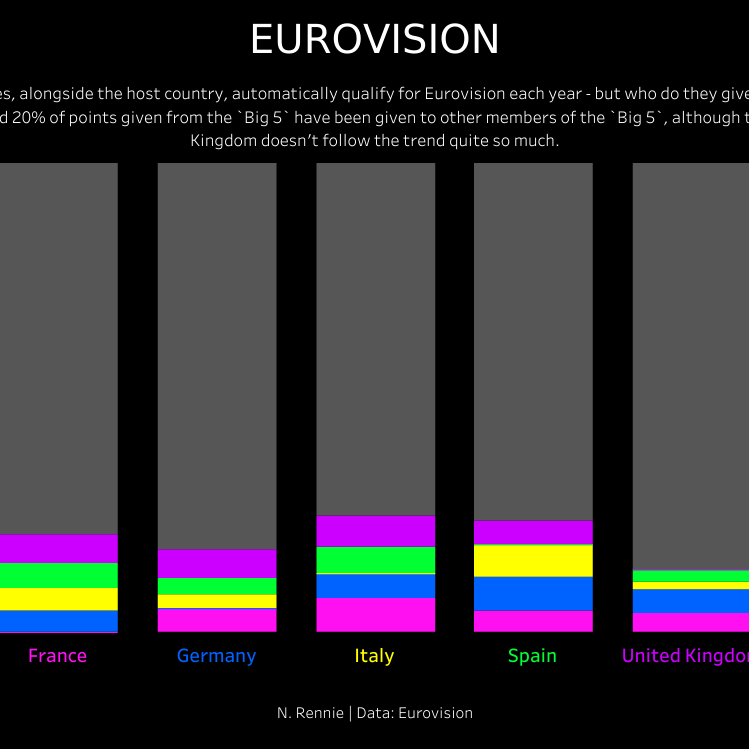 EUROVISION
es, alongside the host country, automatically qualify for Eurovision each year - but who do they give
d 20% of points given from the `Big 5` have been given to other members of the `Big 5`, although t
Kingdom doesn't follow the trend quite so much.
France Germany Italy Spain United Kingdom
N. Rennie | Data: Eurovision